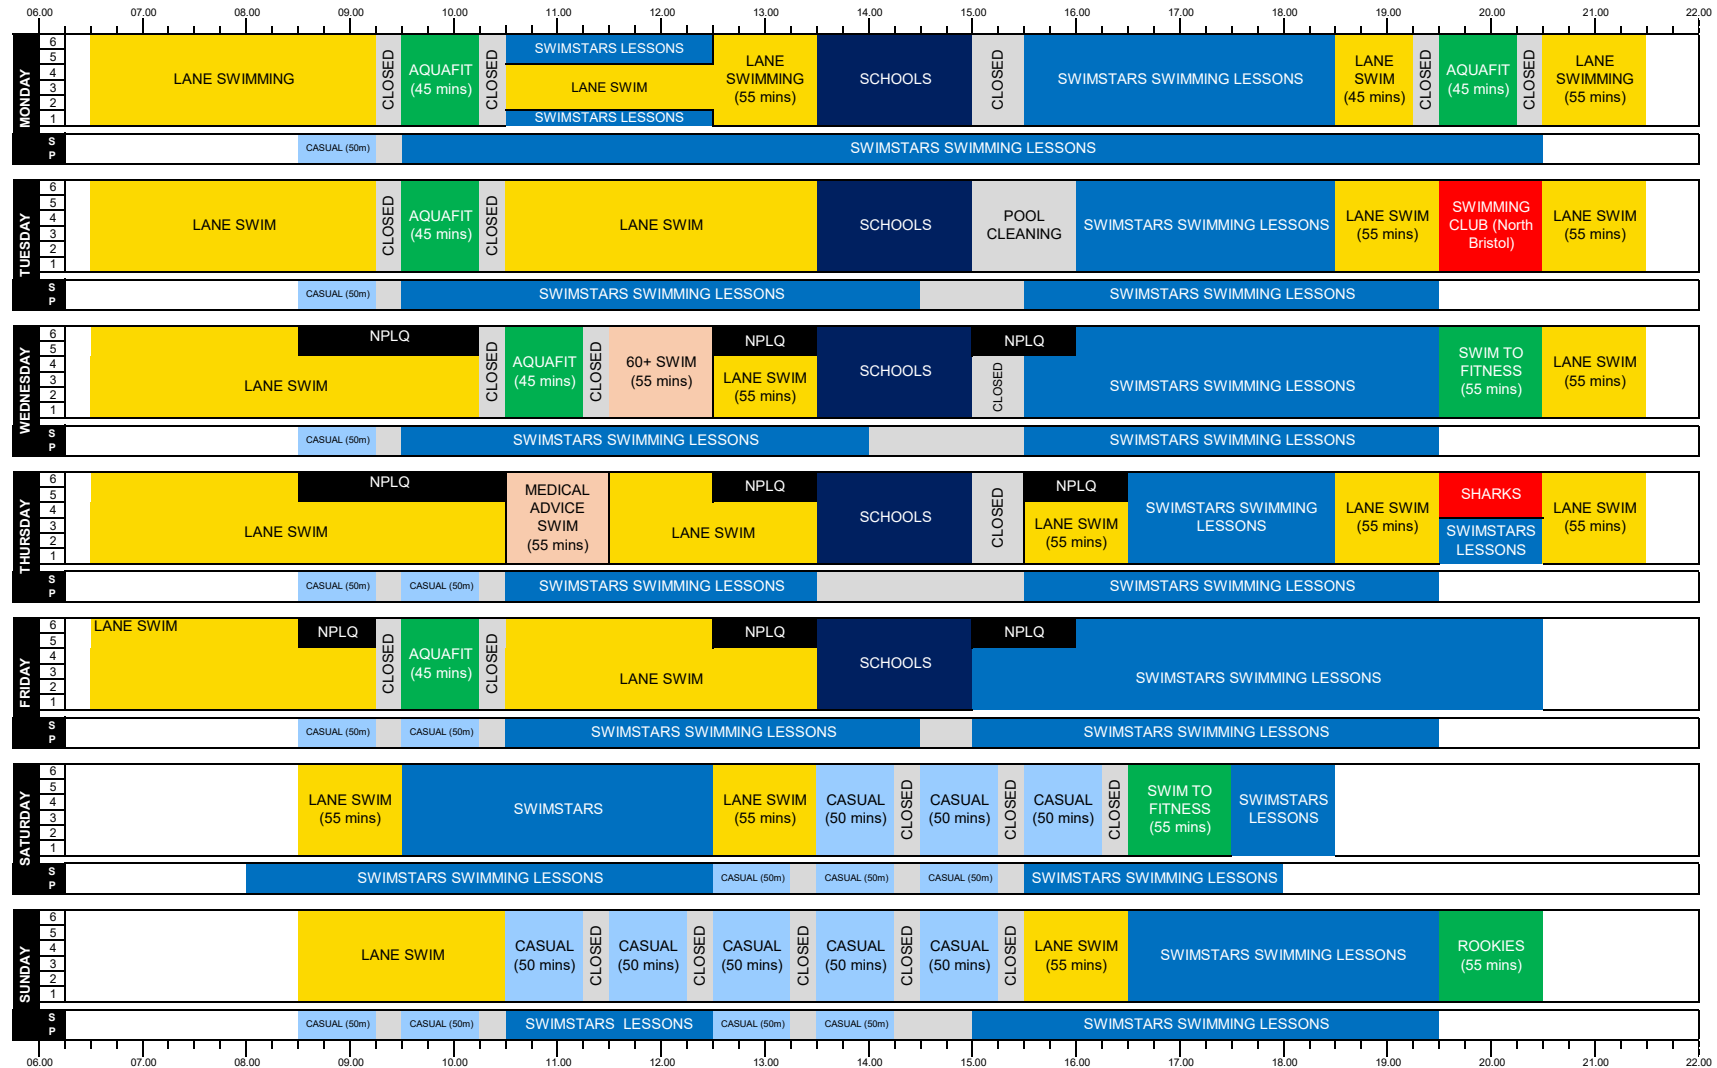 06.00 07.00 08.00 09.00 10.00 11.00 12.00 13.00 14.00 15.00 16.00 17.00 18.00 19.00 20.00 21.00 22.00
MONDAY
6
5
4
3
2
1
LANE SWIMMING
CLOSED
AQUAFIT
(45 mins)
CLOSED
SWIMSTARS LESSONS
LANE SWIM
SWIMSTARS LESSONS
LANE
SWIMMING
(55 mins)
SCHOOLS
CLOSED
SWIMSTARS SWIMMING LESSONS
LANE
SWIM
(45 mins)
CLOSED
AQUAFIT
(45 mins)
CLOSED
LANE
SWIMMING
(55 mins)
S
P
CASUAL (50m)
SWIMSTARS SWIMMING LESSONS
TUESDAY
6
5
4
3
2
1
LANE SWIM
CLOSED
AQUAFIT
(45 mins)
CLOSED
LANE SWIM
SCHOOLS
POOL
CLEANING
SWIMSTARS SWIMMING LESSONS
LANE SWIM
(55 mins)
SWIMMING
CLUB (North
Bristol)
LANE SWIM
(55 mins)
S
P
CASUAL (50m)
SWIMSTARS SWIMMING LESSONS
SWIMSTARS SWIMMING LESSONS
WEDNESDAY
6
5
4
3
2
1
NPLQ
LANE SWIM
CLOSED
AQUAFIT
(45 mins)
CLOSED
60+ SWIM
(55 mins)
NPLQ
LANE SWIM
(55 mins)
SCHOOLS
NPLQ
CLOSED
SWIMSTARS SWIMMING LESSONS
SWIM TO
FITNESS
(55 mins)
LANE SWIM
(55 mins)
S
P
CASUAL (50m)
SWIMSTARS SWIMMING LESSONS
SWIMSTARS SWIMMING LESSONS
THURSDAY
6
5
4
3
2
1
NPLQ
LANE SWIM
MEDICAL
ADVICE
SWIM
(55 mins)
NPLQ
LANE SWIM
SCHOOLS
CLOSED
NPLQ
LANE SWIM
(55 mins)
SWIMSTARS SWIMMING
LESSONS
LANE SWIM
(55 mins)
SHARKS
SWIMSTARS
LESSONS
LANE SWIM
(55 mins)
S
P
CASUAL (50m)
CASUAL (50m)
SWIMSTARS SWIMMING LESSONS
SWIMSTARS SWIMMING LESSONS
FRIDAY
6
5
4
3
2
1
LANE SWIM
NPLQ
CLOSED
AQUAFIT
(45 mins)
CLOSED
NPLQ
LANE SWIM
SCHOOLS
NPLQ
SWIMSTARS SWIMMING LESSONS
S
P
CASUAL (50m)
CASUAL (50m)
SWIMSTARS SWIMMING LESSONS
SWIMSTARS SWIMMING LESSONS
SATURDAY
6
5
4
3
2
1
LANE SWIM
(55 mins)
SWIMSTARS
LANE SWIM
(55 mins)
CASUAL
(50 mins)
CLOSED
CASUAL
(50 mins)
CLOSED
CASUAL
(50 mins)
CLOSED
SWIM TO
FITNESS
(55 mins)
SWIMSTARS
LESSONS
S
P
SWIMSTARS SWIMMING LESSONS
CASUAL (50m)
CASUAL (50m)
CASUAL (50m)
SWIMSTARS SWIMMING LESSONS
SUNDAY
6
5
4
3
2
1
LANE SWIM
CASUAL
(50 mins)
CLOSED
CASUAL
(50 mins)
CLOSED
CASUAL
(50 mins)
CLOSED
CASUAL
(50 mins)
CLOSED
CASUAL
(50 mins)
CLOSED
LANE SWIM
(55 mins)
SWIMSTARS SWIMMING LESSONS
ROOKIES
(55 mins)
S
P
CASUAL (50m)
CASUAL (50m)
SWIMSTARS LESSONS
CASUAL (50m)
CASUAL (50m)
SWIMSTARS SWIMMING LESSONS
06.00 07.00 08.00 09.00 10.00 11.00 12.00 13.00 14.00 15.00 16.00 17.00 18.00 19.00 20.00 21.00 22.00